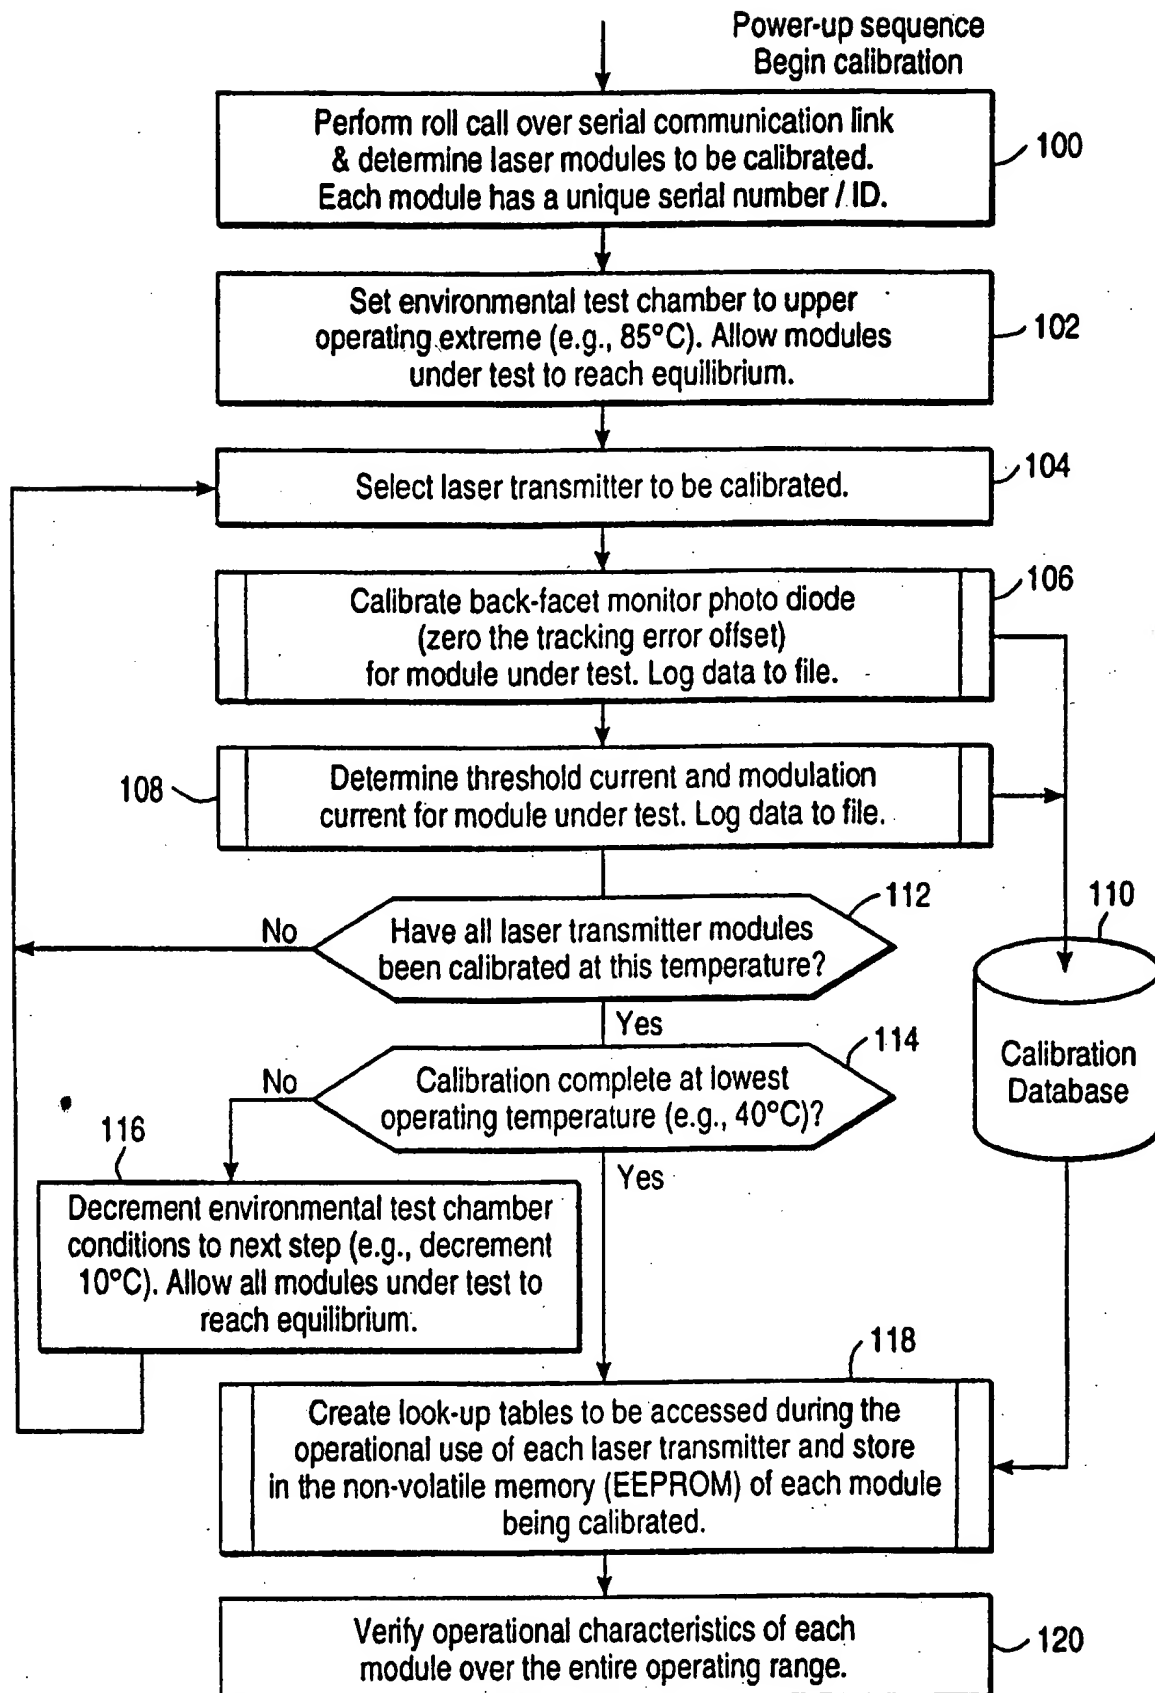 Power-up sequence
Begin calibration
Perform roll call over serial communication link
& determine laser modules to be calibrated.
Each module has a unique serial number / ID.
100
Set environmental test chamber to upper
operating extreme (e.g., 85°C). Allow modules
under test to reach equilibrium.
102
Select laser transmitter to be calibrated.
104
Calibrate back-facet monitor photo diode
(zero the tracking error offset)
for module under test. Log data to file.
106
108
Determine threshold current and modulation
current for module under test. Log data to file.
112
110
No
Have all laser transmitter modules
been calibrated at this temperature?
Yes
114
Calibration
Database
No
Calibration complete at lowest
operating temperature (e.g., 40°C)?
116
Yes
Decrement environmental test chamber
conditions to next step (e.g., decrement
10°C). Allow all modules under test to
reach equilibrium.
118
Create look-up tables to be accessed during the
operational use of each laser transmitter and store
in the non-volatile memory (EEPROM) of each module
being calibrated.
Verify operational characteristics of each
module over the entire operating range.
120